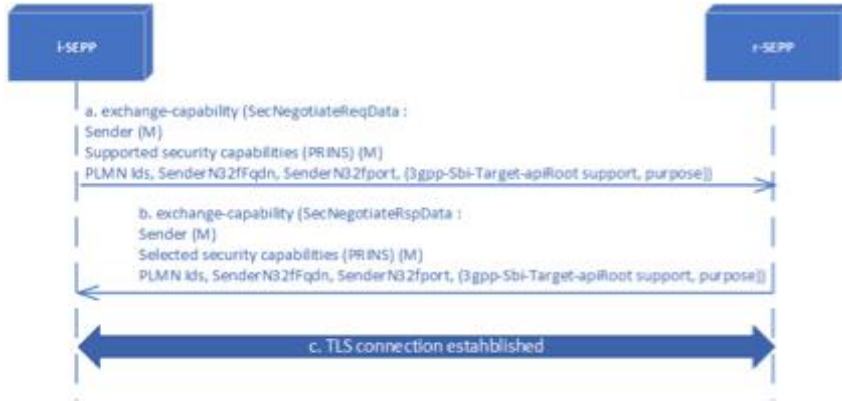 i-SEPP
r-SEPP
a. exchange-capability (SecNegotiateReqData :
Sender (M)
Supported security capabilities (PRINS) (M)
PLMN Ids, SenderN32fFqdn, SenderN32fport, (3gpp-Sbi-Target-apiRoot support, purpose))
b. exchange-capability (SecNegotiateRspData :
Sender (M)
Selected security capabilities (PRINS) (M)
PLMN Ids, SenderN32fFqdn, SenderN32fport, (3gpp-Sbi-Target-apiRoot support, purpose))
c. TLS connection estahblished